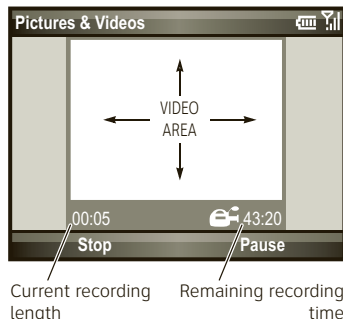 Pictures & Videos
VIDEO
AREA
00:05 43:20
Stop Pause
Current recording
length
Remaining recording
time